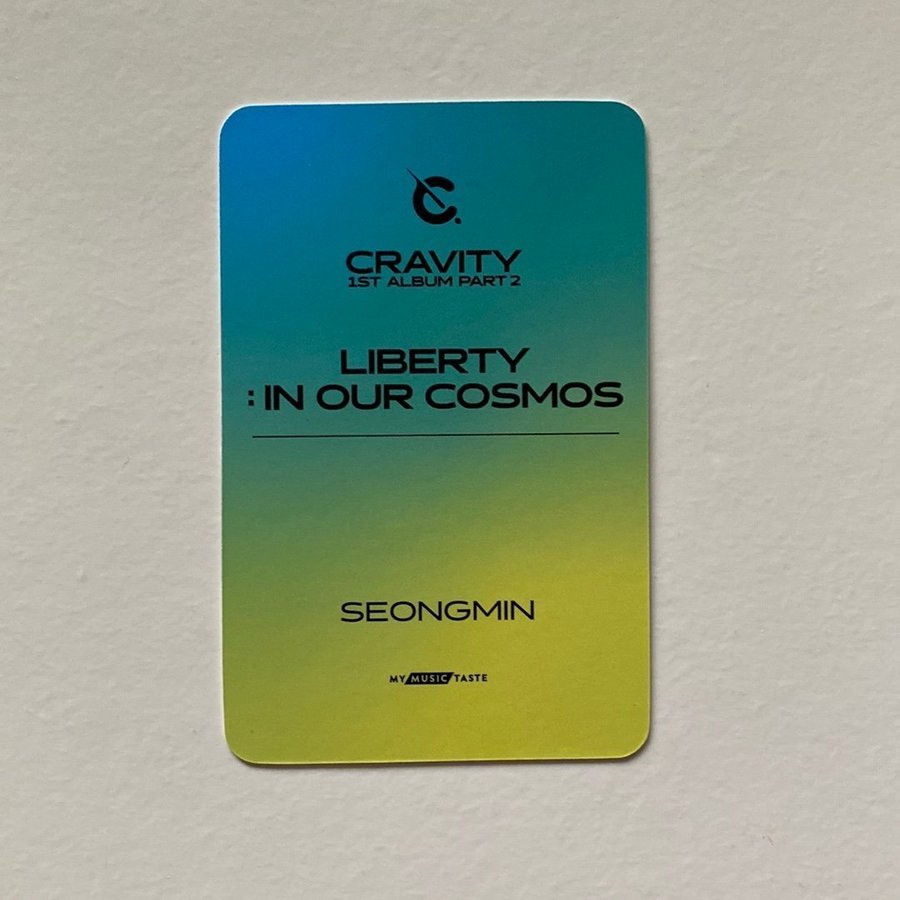 CRAVITY
1ST ALBUM PART 2
LIBERTY
: IN OUR COSMOS
SEONGMIN
MY MUSIC TASTE